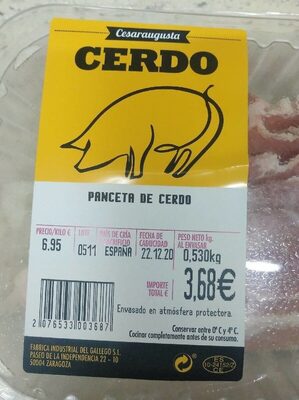 Cesaraugusta
CERDO
PANCETA DE CERDO
PRECIO/KILO € LOTE PAÍS DE CRÍA Y SACRIFICIO FECHA DE CADUCIDAD PESO NETO kg. AL ENVASAR
6.95 0511 ESPAÑA 22.12.20 0,530kg
IMPORTE TOTAL € 3,68€
Envasado en atmósfera protectora.
2 076533 003687
Conservar entre 0°C y 4°C.
Cocinar completamente antes de su consumo.
FABRICA INDUSTRIAL DEL GALLEGO S.L.
PASEO DE LA INDEPENDENCIA 22 - 10
50004 ZARAGOZA
ES
CE